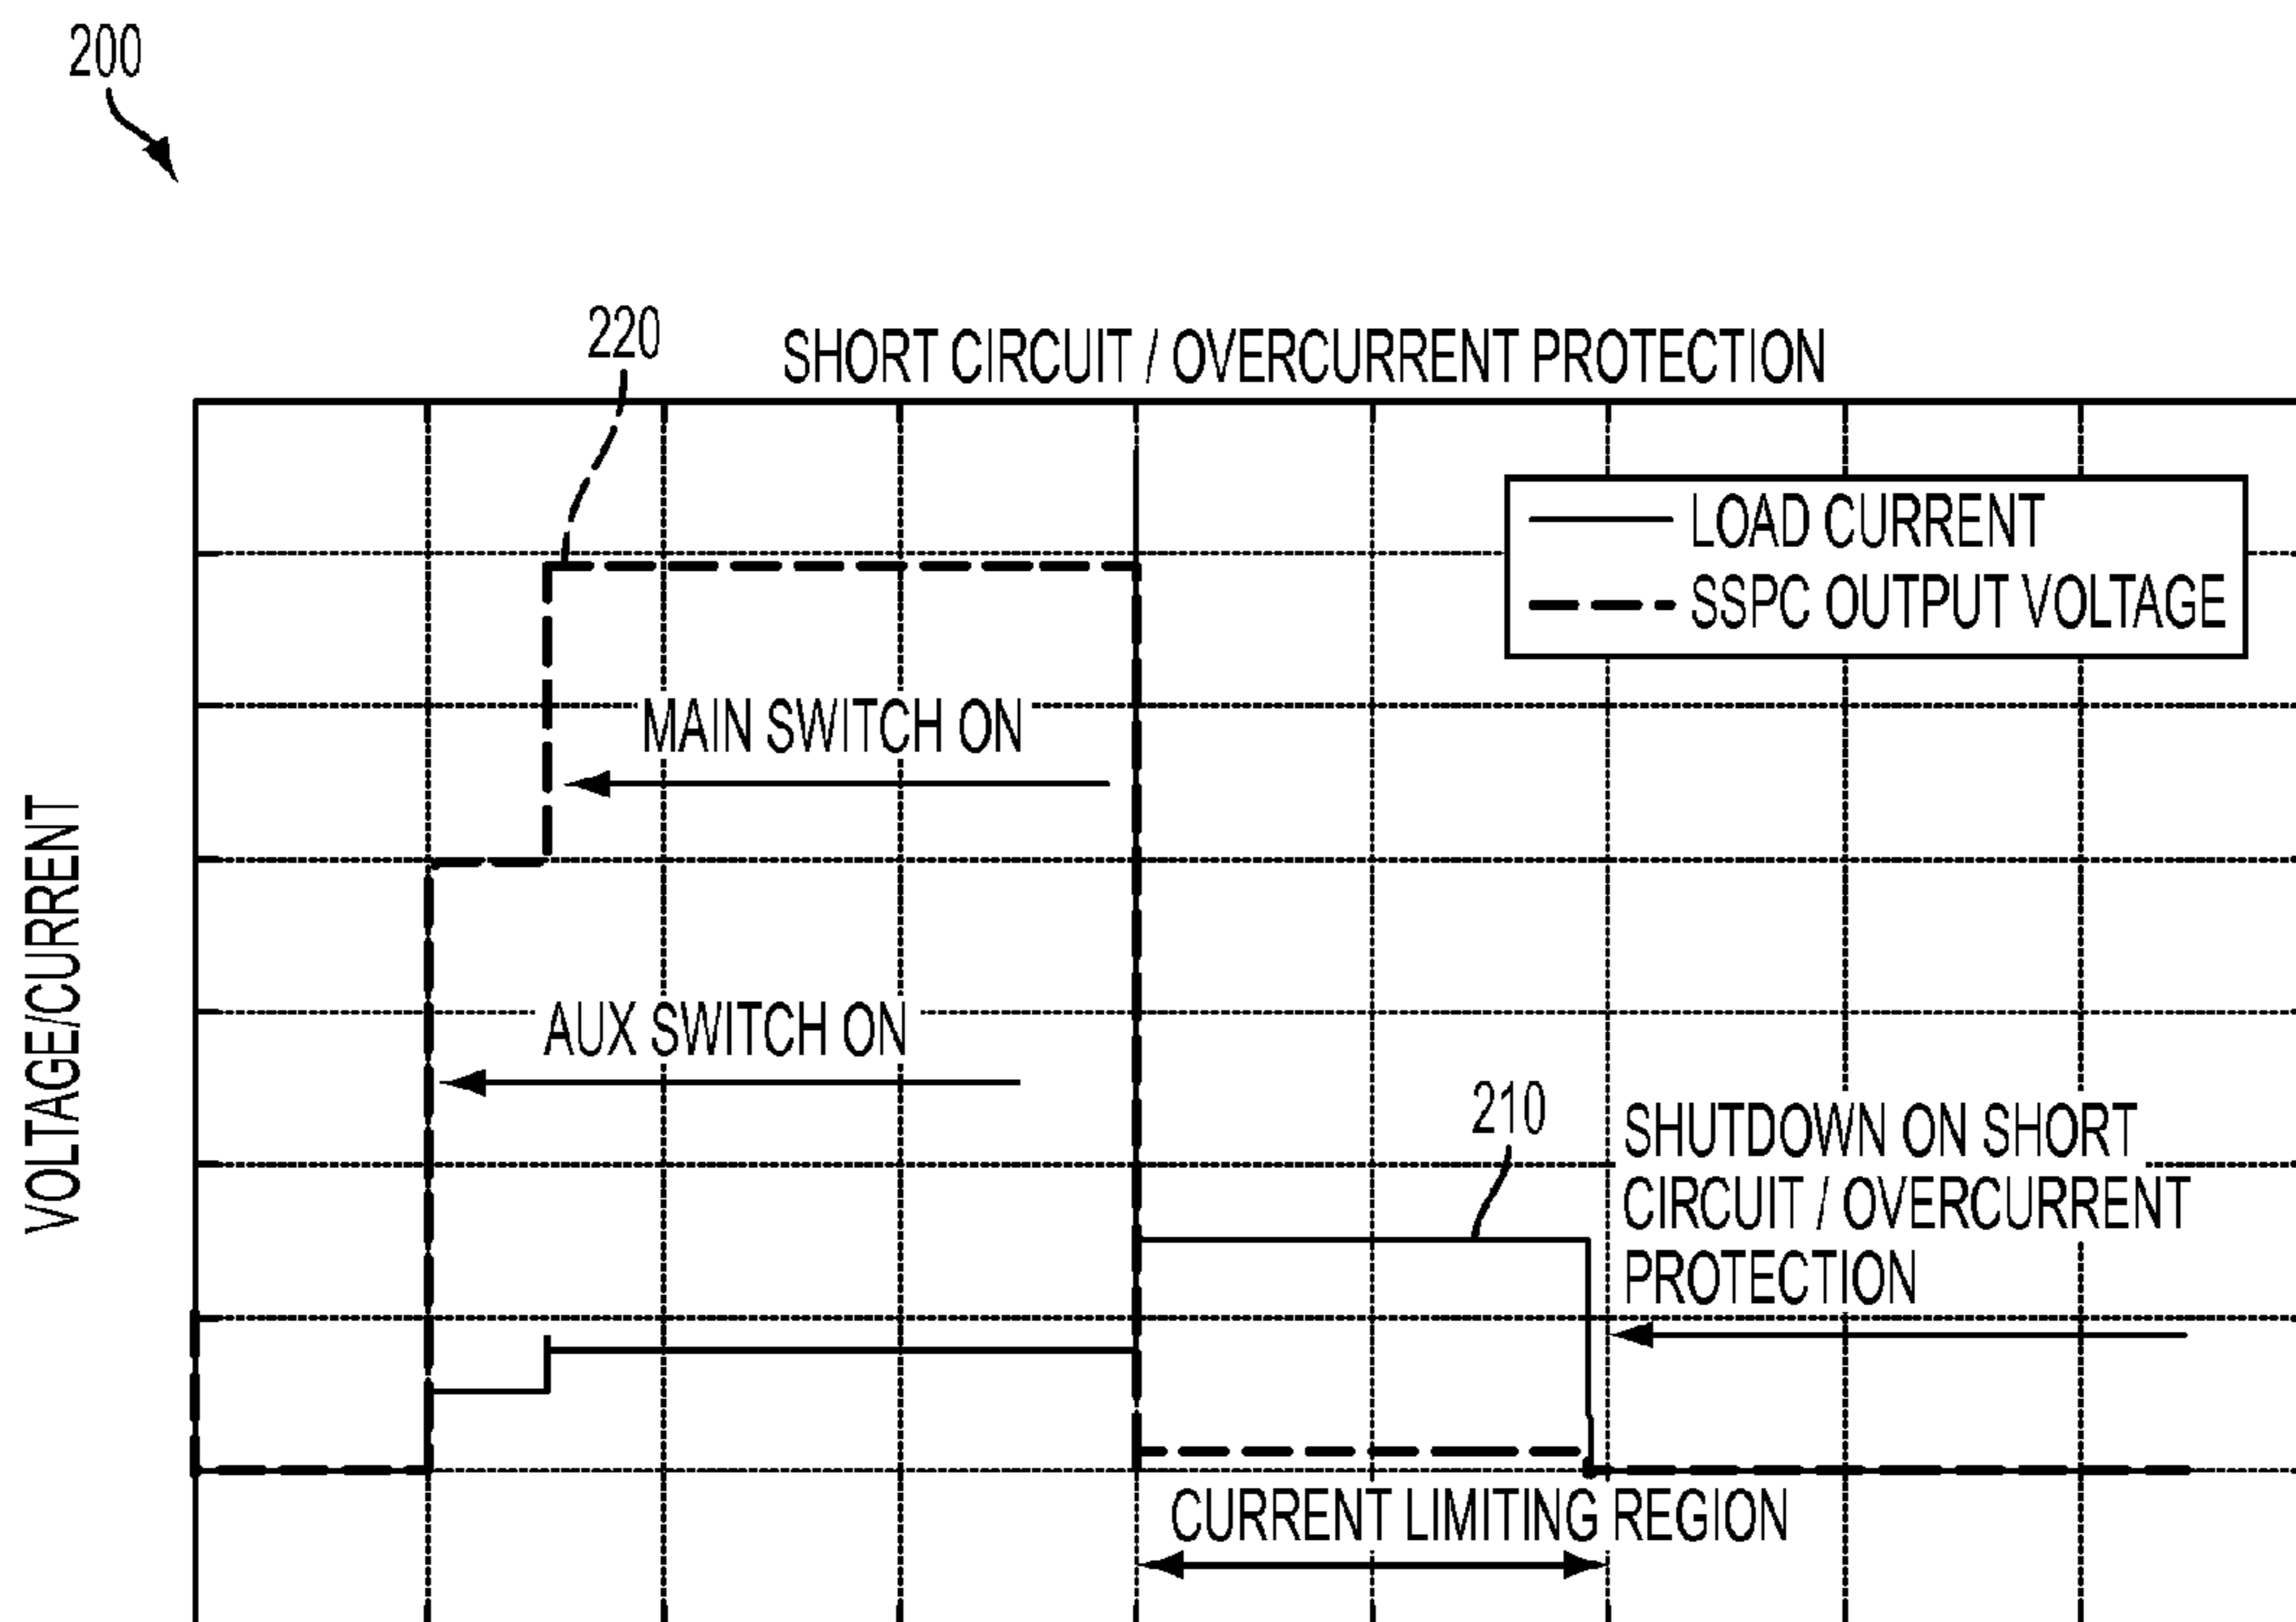 200
220
SHORT CIRCUIT / OVERCURRENT PROTECTION
LOAD CURRENT
SSPC OUTPUT VOLTAGE
MAIN SWITCH ON
VOLTAGE/CURRENT
AUX SWITCH ON
210
SHUTDOWN ON SHORT
CIRCUIT / OVERCURRENT
PROTECTION
CURRENT LIMITING REGION